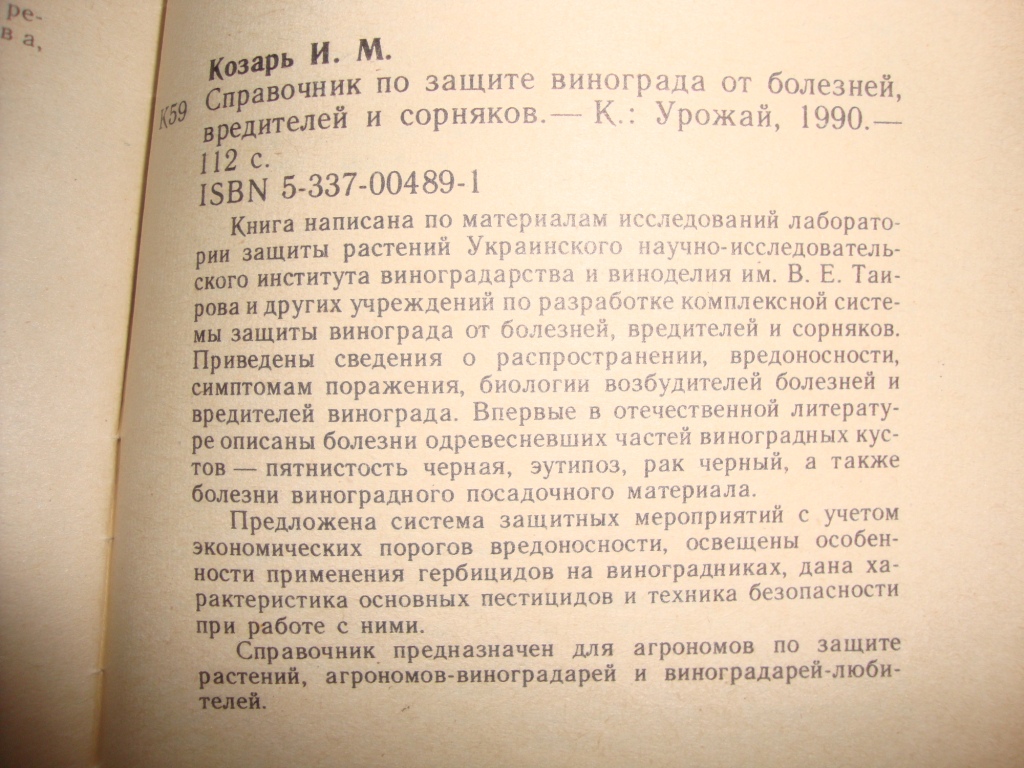 ре-
в а,
Козарь И. М.
К59
Справочник по защите винограда от болезней,
вредителей и сорняков.— К.: Урожай, 1990.—
112 с.
ISBN 5-337-00489-1
Книга написана по материалам исследований лаборато-
рии защиты растений Украинского научно-исследователь-
ского института виноградарства и виноделия им. В. Е. Таи-
рова и других учреждений по разработке комплексной систе-
мы защиты винограда от болезней, вредителей и сорняков.
Приведены сведения о распространении, вредоносности,
симптомам поражения, биологии возбудителей болезней и
вредителей винограда. Впервые в отечественной литерату-
ре описаны болезни одревесневших частей виноградных кус-
тов — пятнистость черная, эутипоз, рак черный, а также
болезни виноградного посадочного материала.
Предложена система защитных мероприятий с учетом
экономических порогов вредоносности, освещены особен-
ности применения гербицидов на виноградниках, дана ха-
рактеристика основных пестицидов и техника безопасности
при работе с ними.
Справочник предназначен для агрономов по защите
растений, агрономов-виноградарей и виноградарей-люби-
телей.